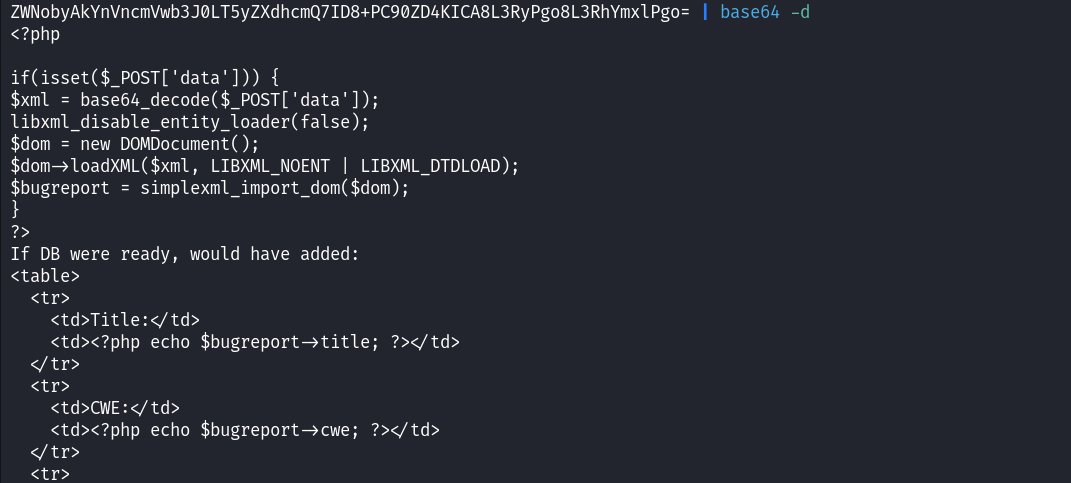 ZWNobyAkYnVncmVwb3J0LT5yZXdhcmQ7ID8+PC90ZD4KICA8L3RyPgo8L3RhYmxlPgo= | base64 -d
<?php
if(isset($_POST['data'])) {
$xml = base64_decode($_POST['data']);
libxml_disable_entity_loader(false);
$dom = new DOMDocument();
$dom->loadXML($xml, LIBXML_NOENT | LIBXML_DTDLOAD);
$bugreport = simplexml_import_dom($dom);
}
?>
If DB were ready, would have added:
<table>
  <tr>
    <td>Title:</td>
    <td><?php echo $bugreport->title; ?></td>
  </tr>
  <tr>
    <td>CWE:</td>
    <td><?php echo $bugreport->cwe; ?></td>
  </tr>
  <tr>